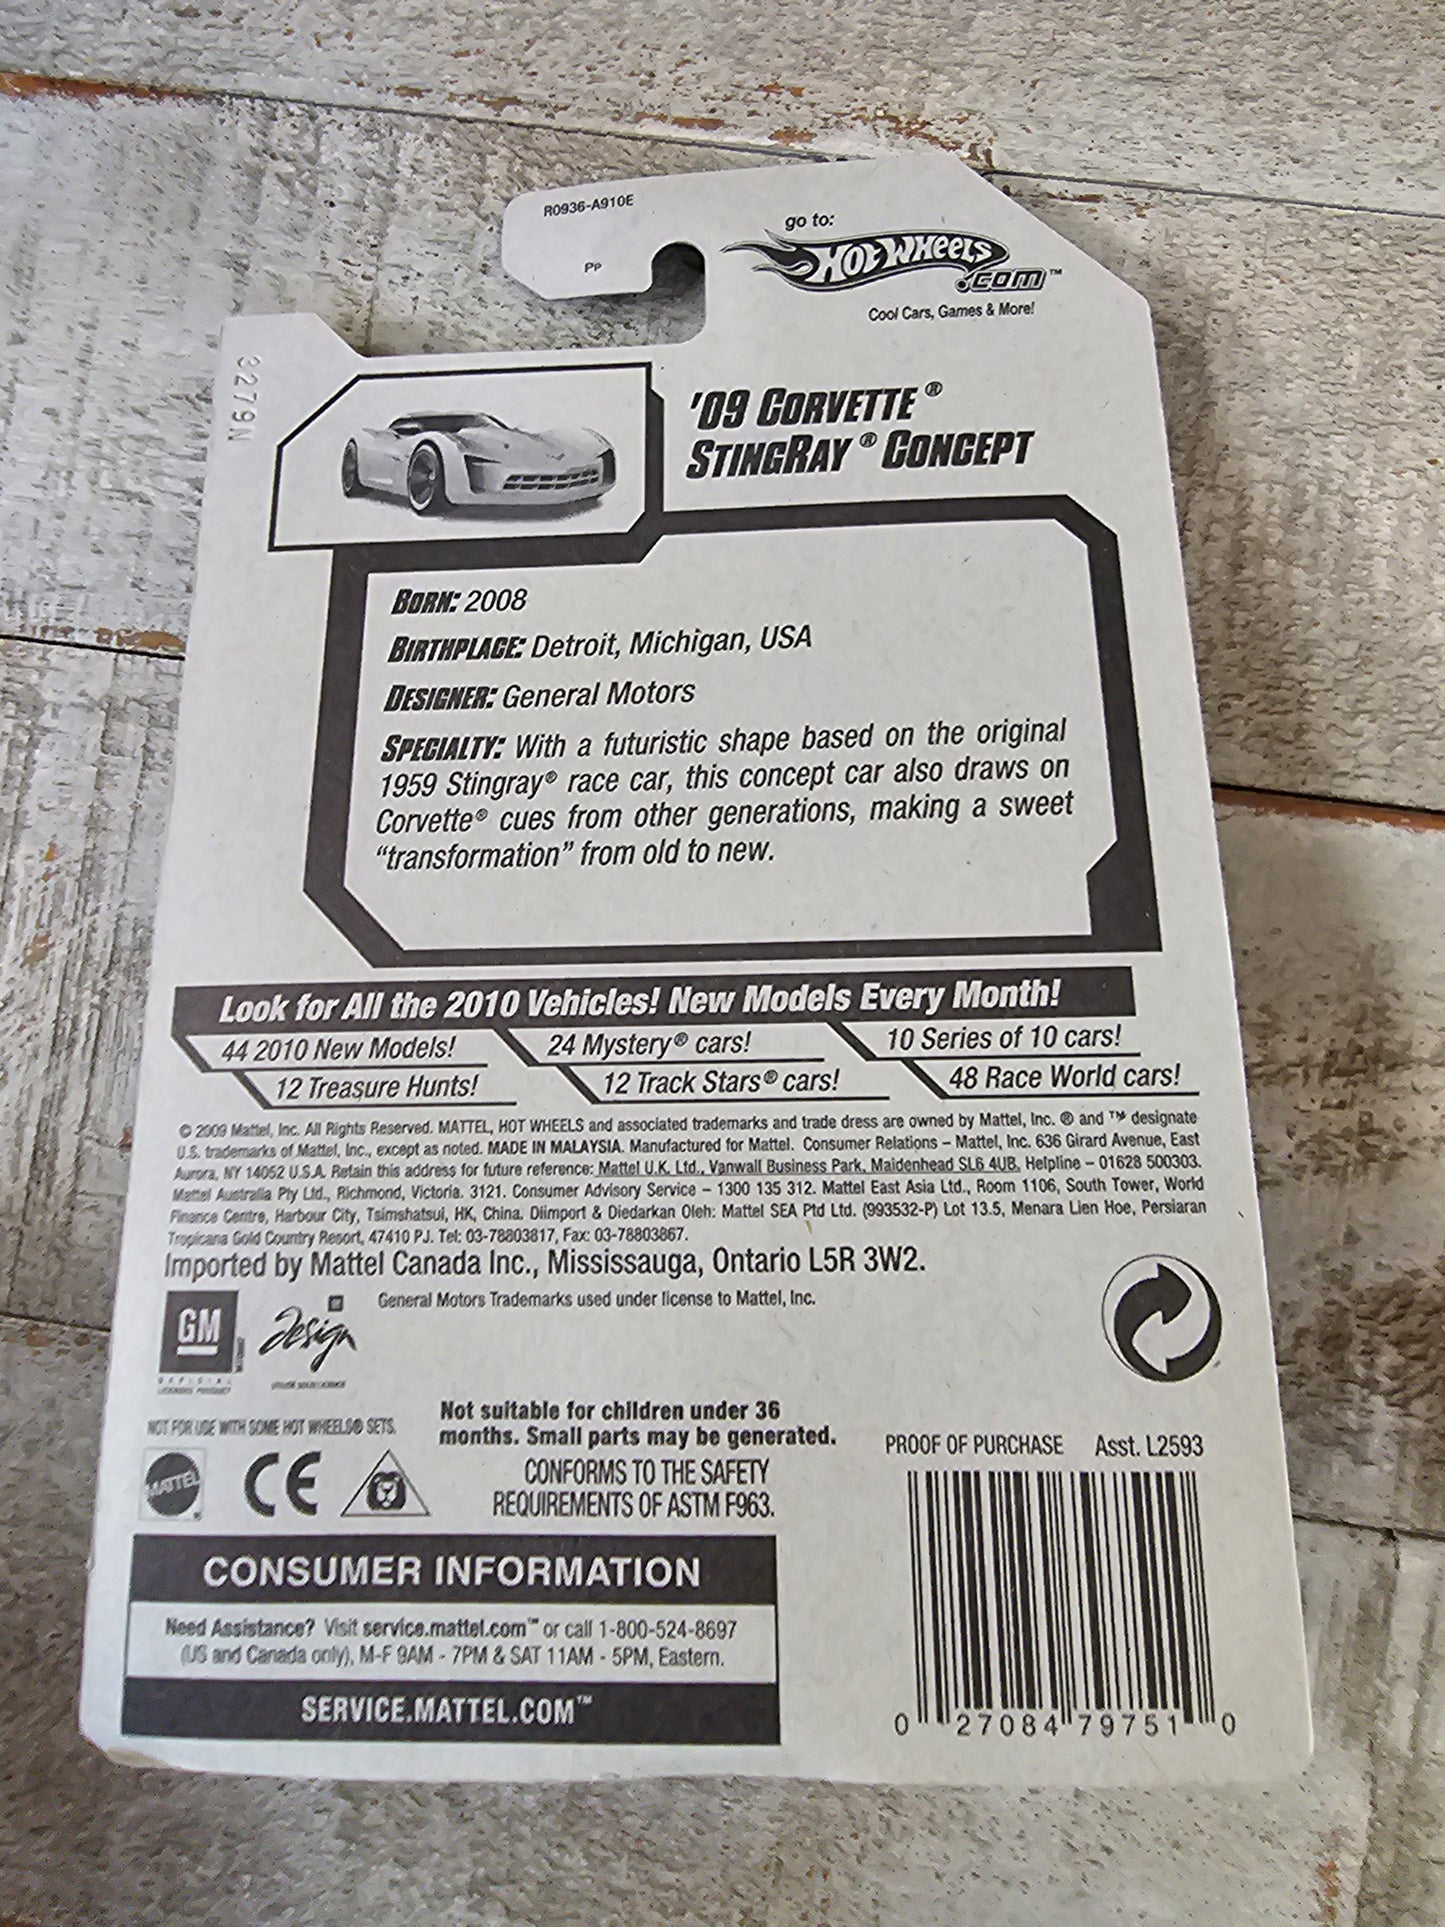 R0936-A910E
PP
go to:
HOT WHEELS
.COM™
Cool Cars, Games & More!
3279N
'09 CORVETTE®
STINGRAY® CONCEPT
BORN: 2008
BIRTHPLACE: Detroit, Michigan, USA
DESIGNER: General Motors
SPECIALTY: With a futuristic shape based on the original
1959 Stingray® race car, this concept car also draws on
Corvette® cues from other generations, making a sweet
“transformation” from old to new.
Look for All the 2010 Vehicles! New Models Every Month!
44 2010 New Models!
24 Mystery® cars!
10 Series of 10 cars!
12 Treasure Hunts!
12 Track Stars® cars!
48 Race World cars!
© 2009 Mattel, Inc. All Rights Reserved. MATTEL, HOT WHEELS and associated trademarks and trade dress are owned by Mattel, Inc. ® and ™ designate
U.S. trademarks of Mattel, Inc., except as noted. MADE IN MALAYSIA. Manufactured for Mattel. Consumer Relations – Mattel, Inc. 636 Girard Avenue, East
Aurora, NY 14052 U.S.A. Retain this address for future reference: Mattel U.K. Ltd., Vanwall Business Park, Maidenhead SL6 4UB. Helpline – 01628 500303.
Mattel Australia Pty Ltd., Richmond, Victoria. 3121. Consumer Advisory Service – 1300 135 312. Mattel East Asia Ltd., Room 1106, South Tower, World
Finance Centre, Harbour City, Tsimshatsui, HK, China. Diimport & Diedarkan Oleh: Mattel SEA Ptd Ltd. (993532-P) Lot 13.5, Menara Lien Hoe, Persiaran
Tropicana Gold Country Resort, 47410 PJ. Tel: 03-78803817, Fax: 03-78803867.
Imported by Mattel Canada Inc., Mississauga, Ontario L5R 3W2.
General Motors Trademarks used under license to Mattel, Inc.
GM
Design
OFFICIAL
LICENSED PRODUCT
NOT FOR USE WITH SOME HOT WHEELS® SETS.
Not suitable for children under 36
months. Small parts may be generated.
MATTEL
CE
CONFORMS TO THE SAFETY
REQUIREMENTS OF ASTM F963.
PROOF OF PURCHASE Asst. L2593
CONSUMER INFORMATION
Need Assistance? Visit service.mattel.com™ or call 1-800-524-8697
(US and Canada only), M-F 9AM - 7PM & SAT 11AM - 5PM, Eastern.
SERVICE.MATTEL.COM™
0 27084 79751 0